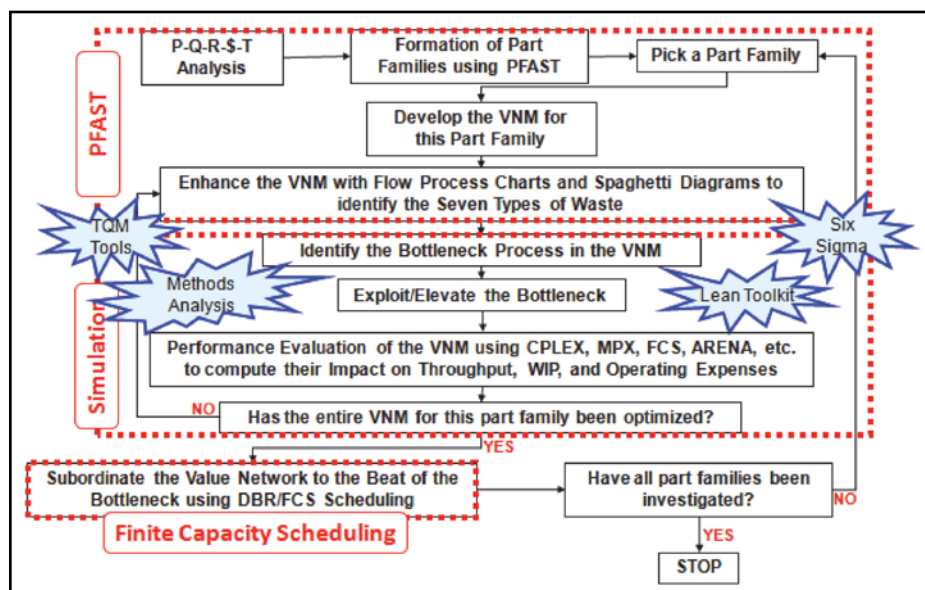 P-Q-R-$-T
Analysis
Formation of Part
Families using PFAST
Pick a Part Family
PFAST
Develop the VNM for
this Part Family
Enhance the VNM with Flow Process Charts and Spaghetti Diagrams to
identify the Seven Types of Waste
TQM
Tools
Six
Sigma
Identify the Bottleneck Process in the VNM
Methods
Analysis
Exploit/Elevate the Bottleneck
Lean Toolkit
Simulation
Performance Evaluation of the VNM using CPLEX, MPX, FCS, ARENA, etc.
to compute their Impact on Throughput, WIP, and Operating Expenses
NO
Has the entire VNM for this part family been optimized?
YES
Subordinate the Value Network to the Beat of the
Bottleneck using DBR/FCS Scheduling
Have all part families been
investigated?
NO
Finite Capacity Scheduling
YES
STOP